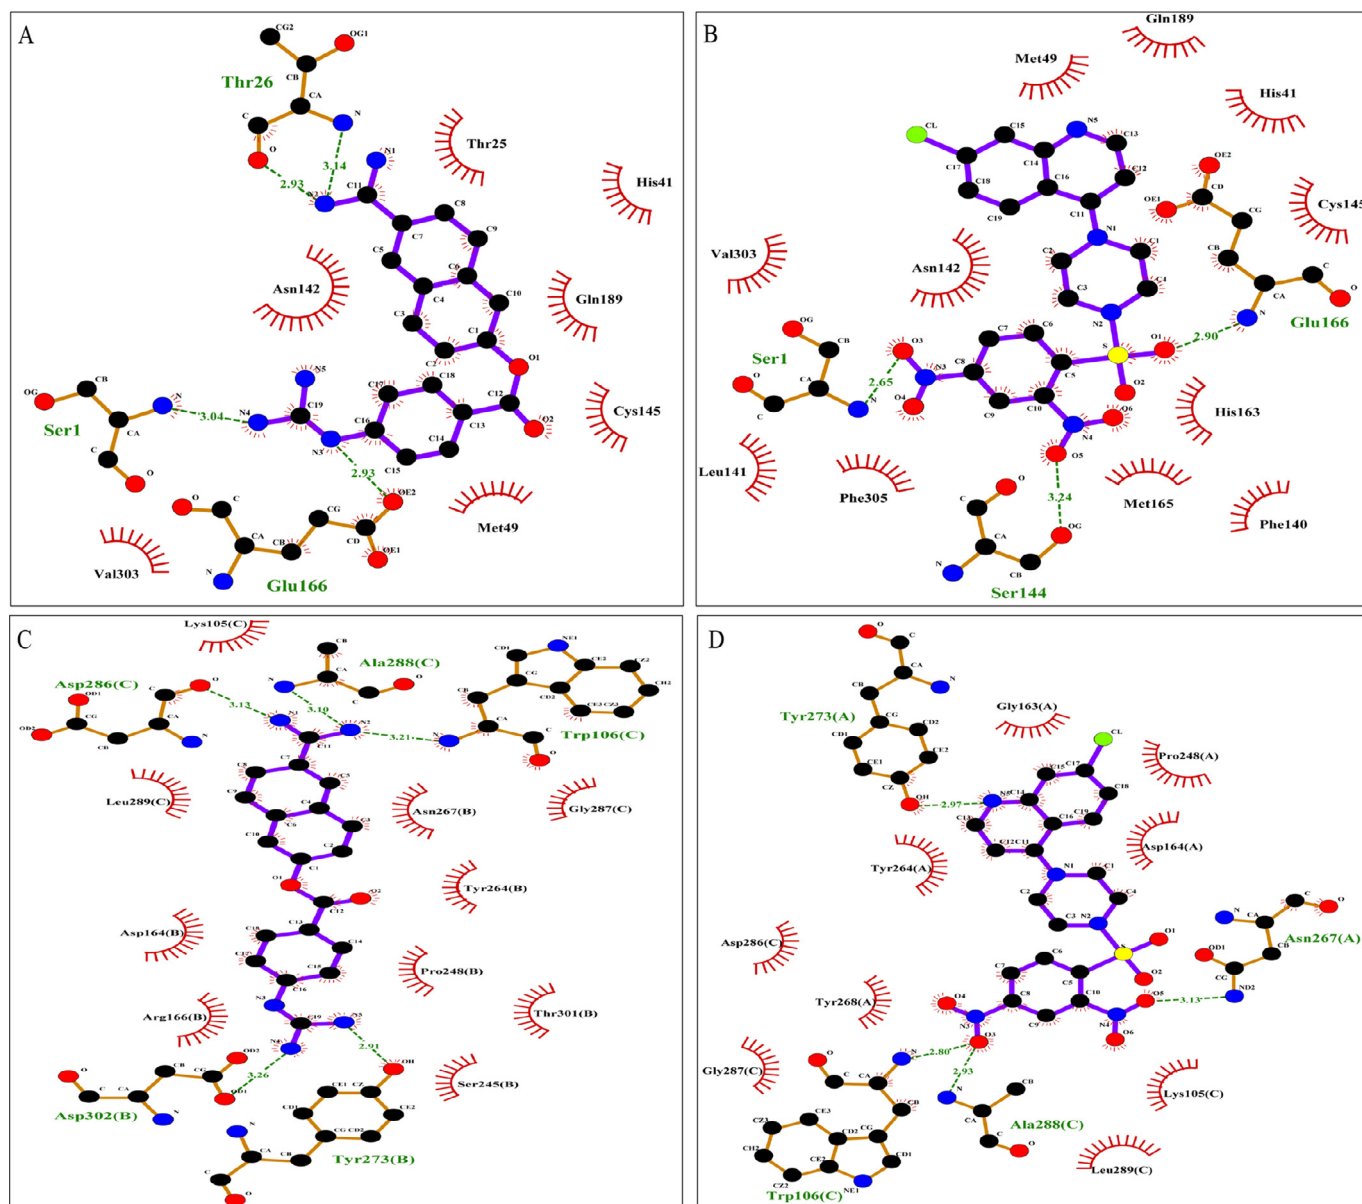 A
CG2
OG1
CB
Thr26
CA
C
N
O
3.14
2.93
N1
N2
C11
Thr25
His41
C8
C7
C9
C5
C6
Asn142
C4
C10
Gln189
C3
C1
C2
O1
N5
C17
C18
C12
OG
CB
N
C19
Cys145
3.04
N4
C16
C13
O2
Ser1
CA
N3
C14
C15
C
O
2.93
OE2
Met49
O
C
CG
CD
CA
CB
OE1
Val303
N
Glu166
B
Gln189
Met49
His41
CL
C15
N5
C13
C14
OE2
C17
C12
CD
C18
C16
OE1
CG
Cys145
C19
C11
N1
CB
C
Val303
Asn142
C2
C1
C4
CA
O
C3
N
Glu166
OG
N2
CB
C7
C6
O1
2.90
Ser1
O3
S
CA
2.65
C8
C5
O
N3
O2
C
N
O4
C9
C10
O6
His163
N4
Leu141
O5
Phe305
Met165
O
3.24
Phe140
C
CA
OG
N
CB
Ser144
C
Lys105(C)
CB
NE1
CD1
CE2
CZ2
Ala288(C)
Asp286(C)
O
N
CA
O
CG
CH2
OD1
C
C
CB
CD2
CE3
CZ3
3.13
3.10
CG
CA
N1
N2
CA
OD2
CB
N
C11
3.21
N
C
Trp106(C)
C7
O
C8
C5
Leu289(C)
C9
C4
Asn267(B)
Gly287(C)
C6
C3
C10
C2
C1
Tyr264(B)
O1
O2
C12
C13
Asp164(B)
C18
C14
C17
C15
Pro248(B)
C16
N3
Thr301(B)
Arg166(B)
C19
OD2
O
CB
2.91
OH
CG
3.26
Ser245(B)
C
CA
OD1
CE1
CZ
Asp302(B)
N
CD1
CE2
N
CG
CD2
CA
CB
Tyr273(B)
C
O
D
O
C
CA
CB
N
Gly163(A)
Tyr273(A)
CG
CD2
CL
CD1
Pro248(A)
CE2
C17
CE1
C15
CZ
C18
OH
2.97
N5
C14
C19
C13
C16
C12
C11
Asp164(A)
Tyr264(A)
N1
C1
C
O
C2
C4
N
CA
N2
C3
CB
Asn267(A)
S
O1
OD1
Asp286(C)
C6
CG
C7
C5
O2
C10
O5
3.13
ND2
Tyr268(A)
O4
C8
N3
C9
N4
O3
O6
N
2.80
O
Gly287(C)
CA
2.93
C
CB
N
CB
Lys105(C)
CE3
CZ3
CA
CD2
CG
C
O
Ala288(C)
CH2
CD1
CE2
Leu289(C)
CZ2
NE1
Trp106(C)